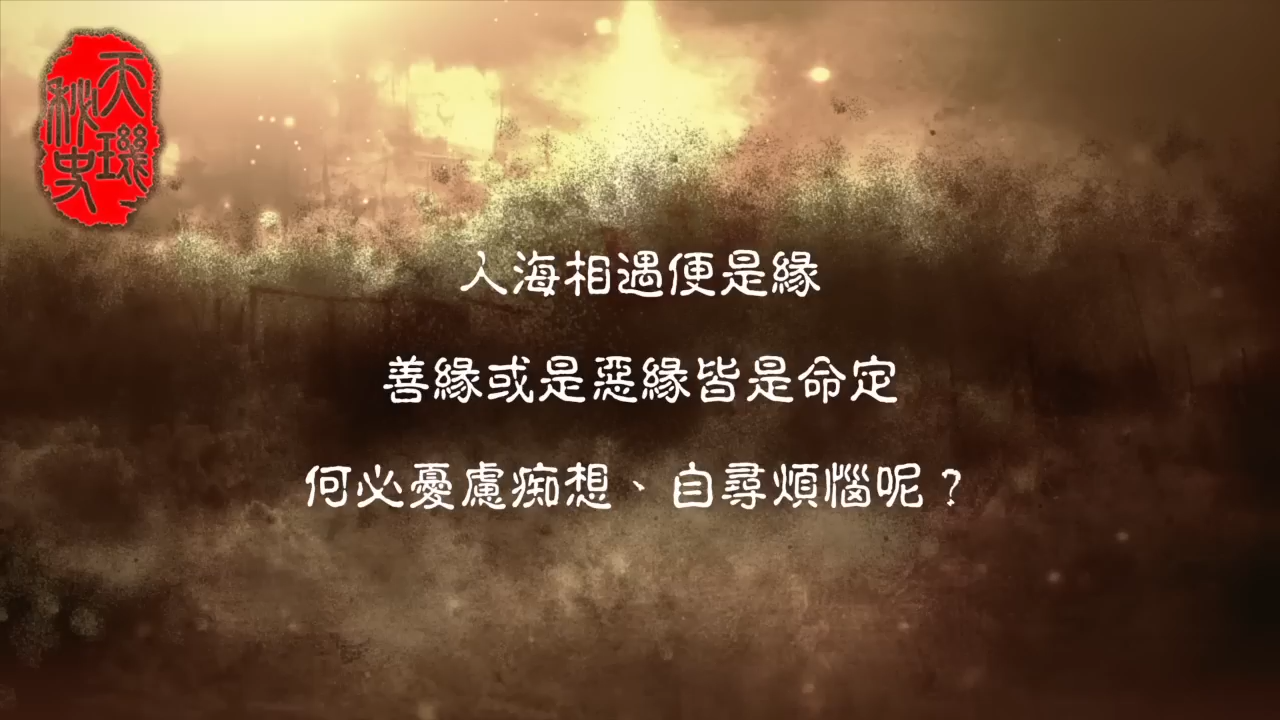 天璣
秘史
人海相遇便是緣
善緣或是惡緣皆是命定
何必憂慮痴想、自尋煩惱呢？